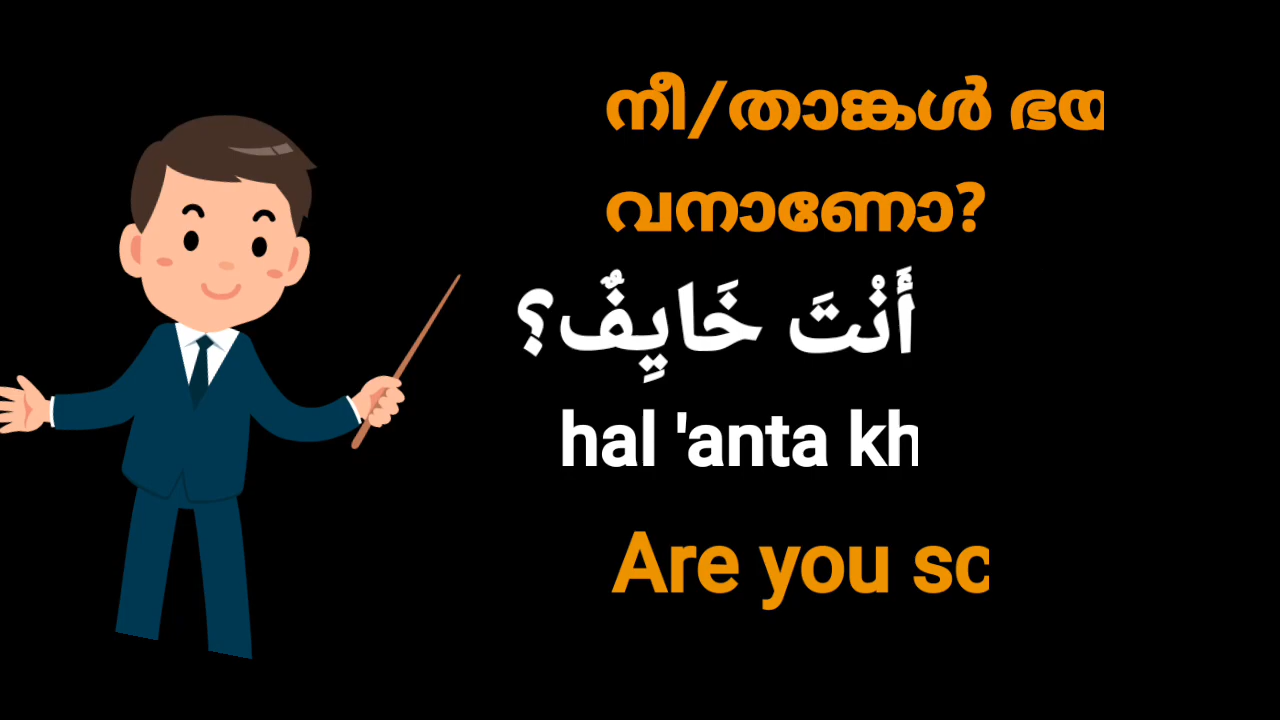 നീ/താങ്കൾ ഭയ
വനാണോ?
أَنْتَ خَايِفٌ؟
hal 'anta kh
Are you sc